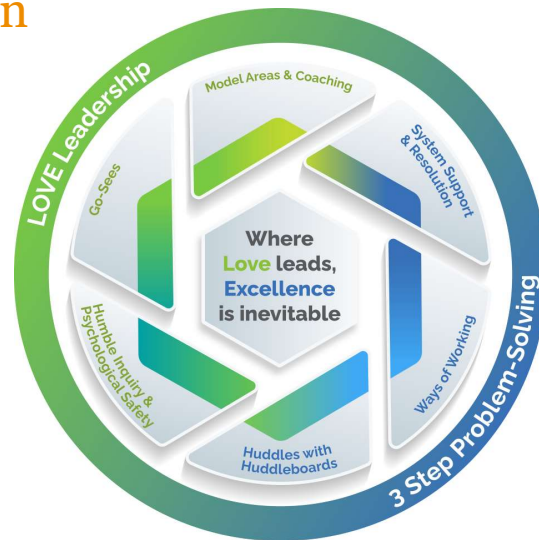 n
LOVE Leadership
Model Areas & Coaching
System Support
& Resolution
Go-Sees
Where
Love leads,
Excellence
is inevitable
Humble Inquiry &
Psychological Safety
Ways of Working
Huddles with
Huddleboards
3 Step Problem-Solving